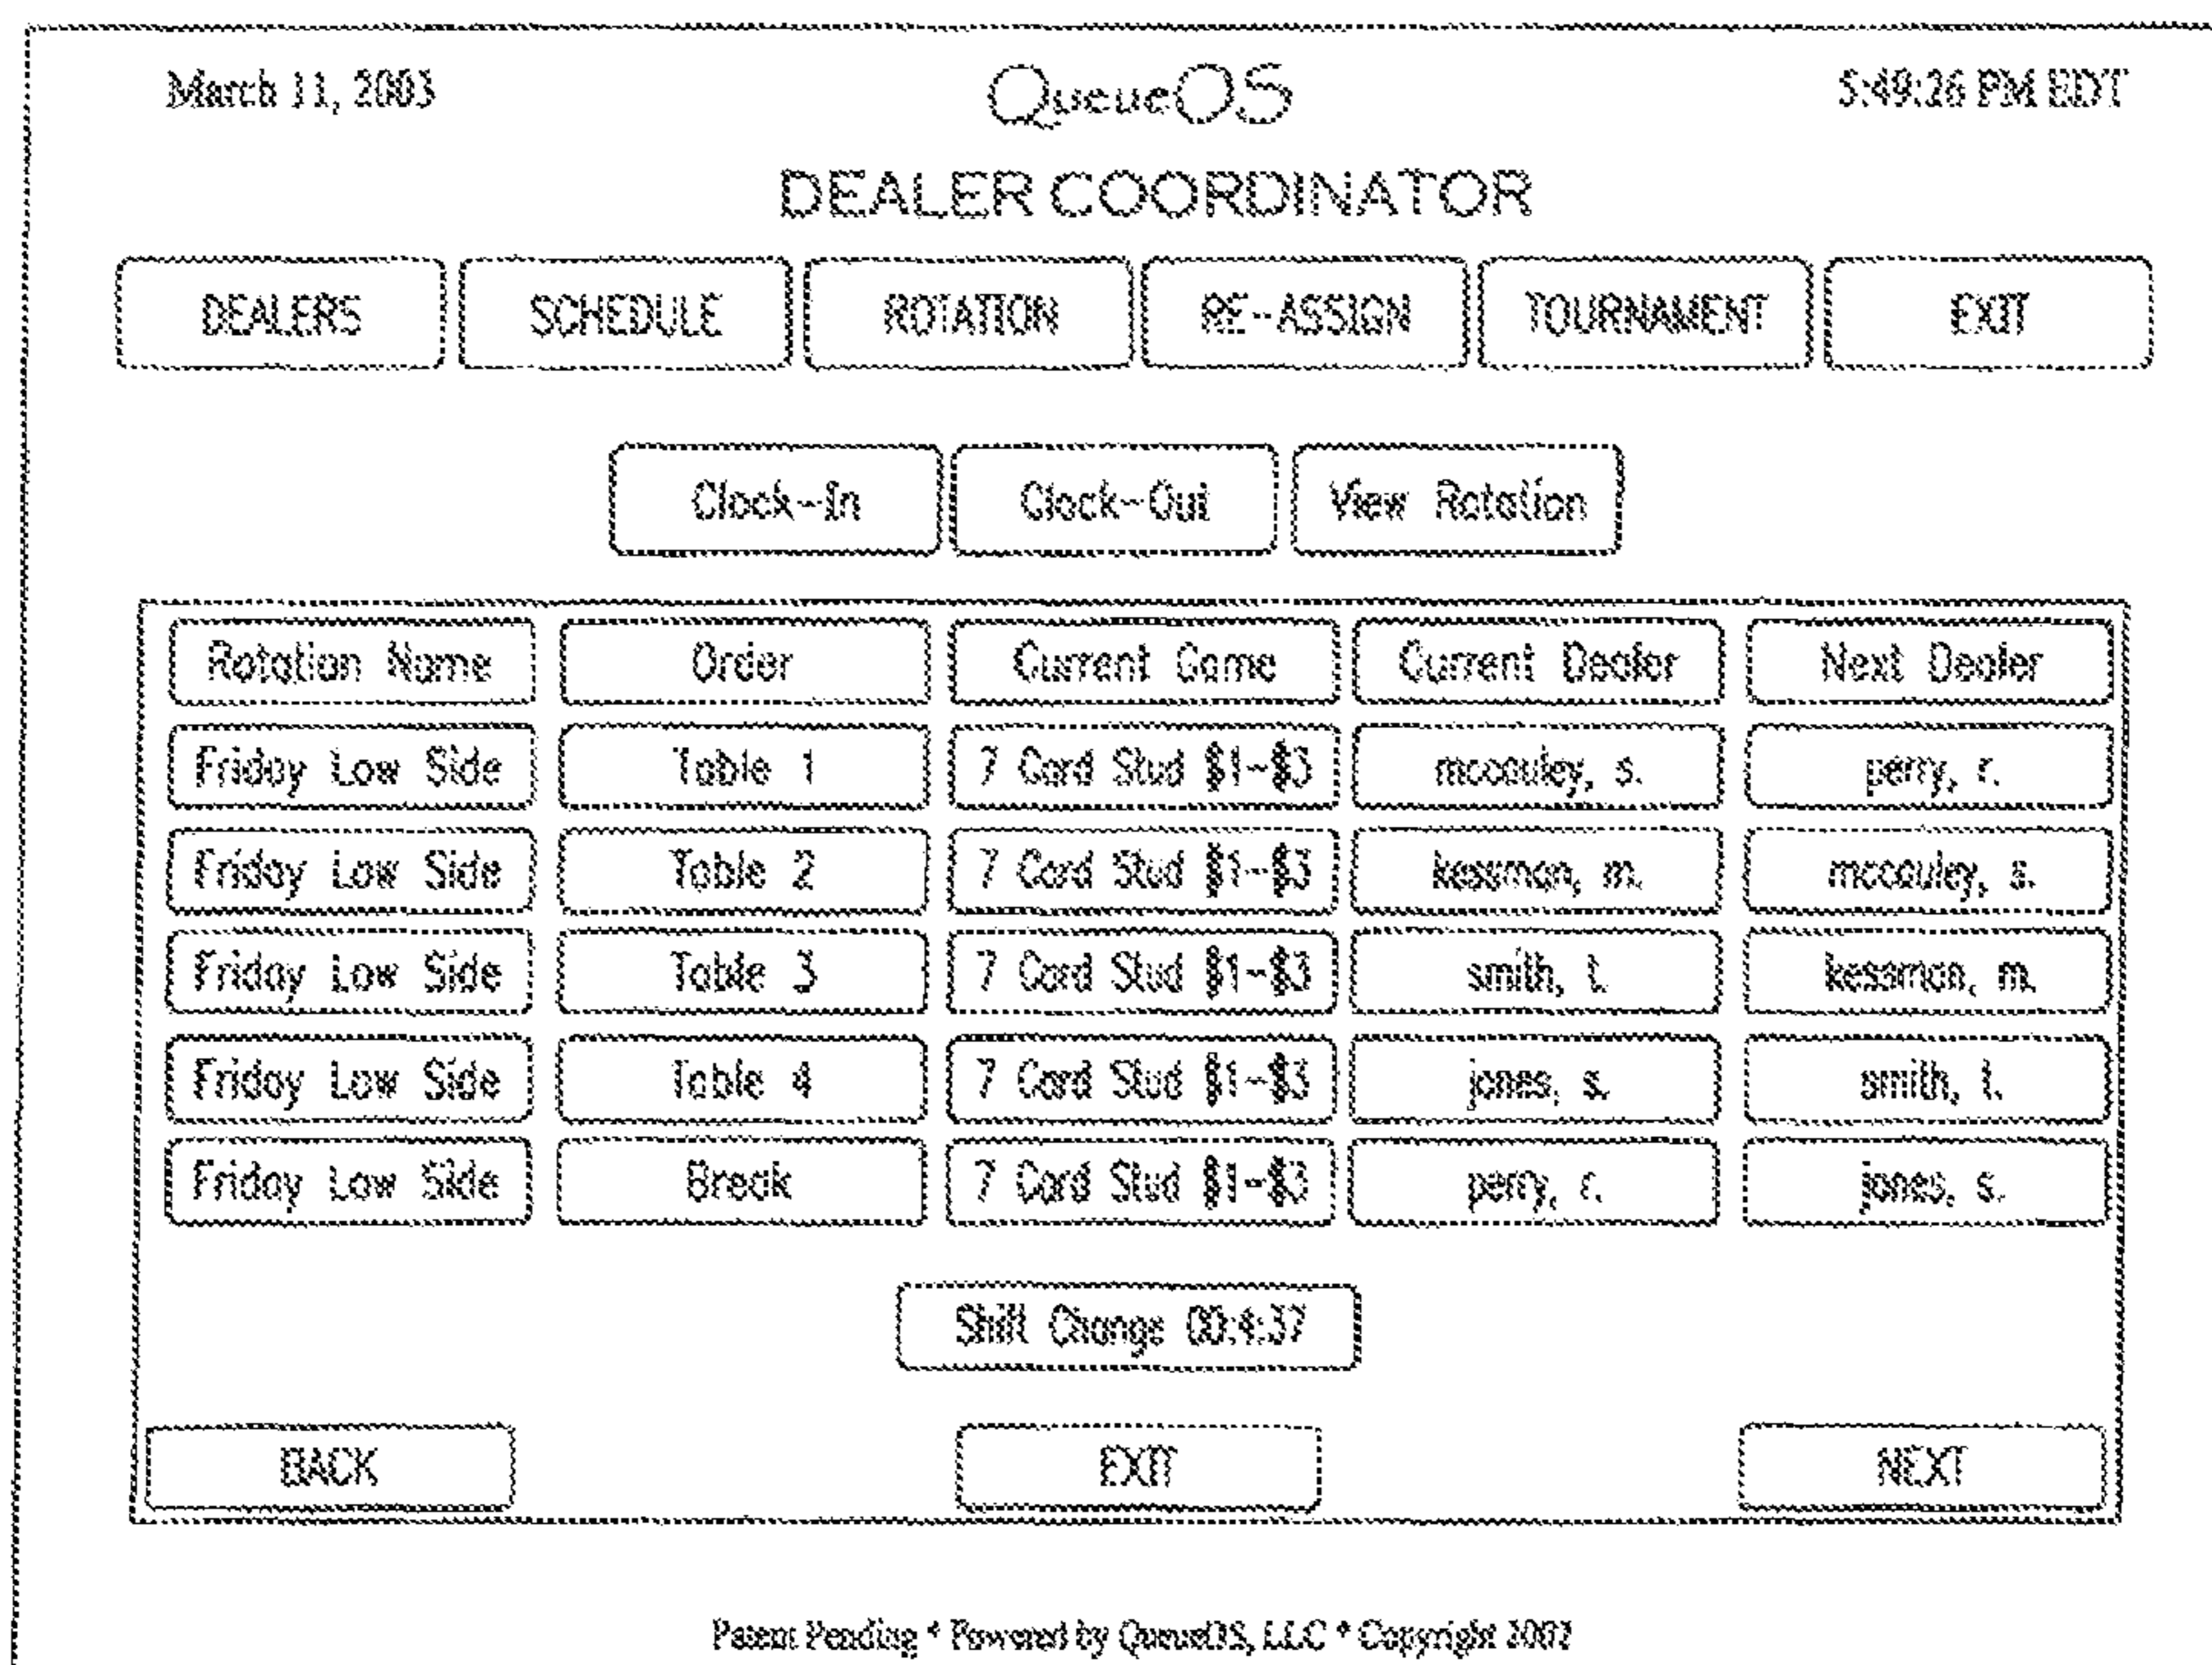 March 11, 2003 QueueOS 5:49:26 PM EDT
DEALER COORDINATOR
DEALERS SCHEDULE ROTATION RE-ASSIGN TOURNAMENT EXIT
Clock-In Clock-Out View Rotation
Rotation Name Order Current Game Current Dealer Next Dealer
Friday Low Side Table 1 7 Card Stud $1-$3 mccauley, s. perry, r.
Friday Low Side Table 2 7 Card Stud $1-$3 kessman, m. mccauley, s.
Friday Low Side Table 3 7 Card Stud $1-$3 smith, t. kessman, m.
Friday Low Side Table 4 7 Card Stud $1-$3 jones, s. smith, t.
Friday Low Side Break 7 Card Stud $1-$3 perry, r. jones, s.
Shift Change 00:4:37
BACK EXIT NEXT
Patent Pending * Powered by QueueOS, LLC * Copyright